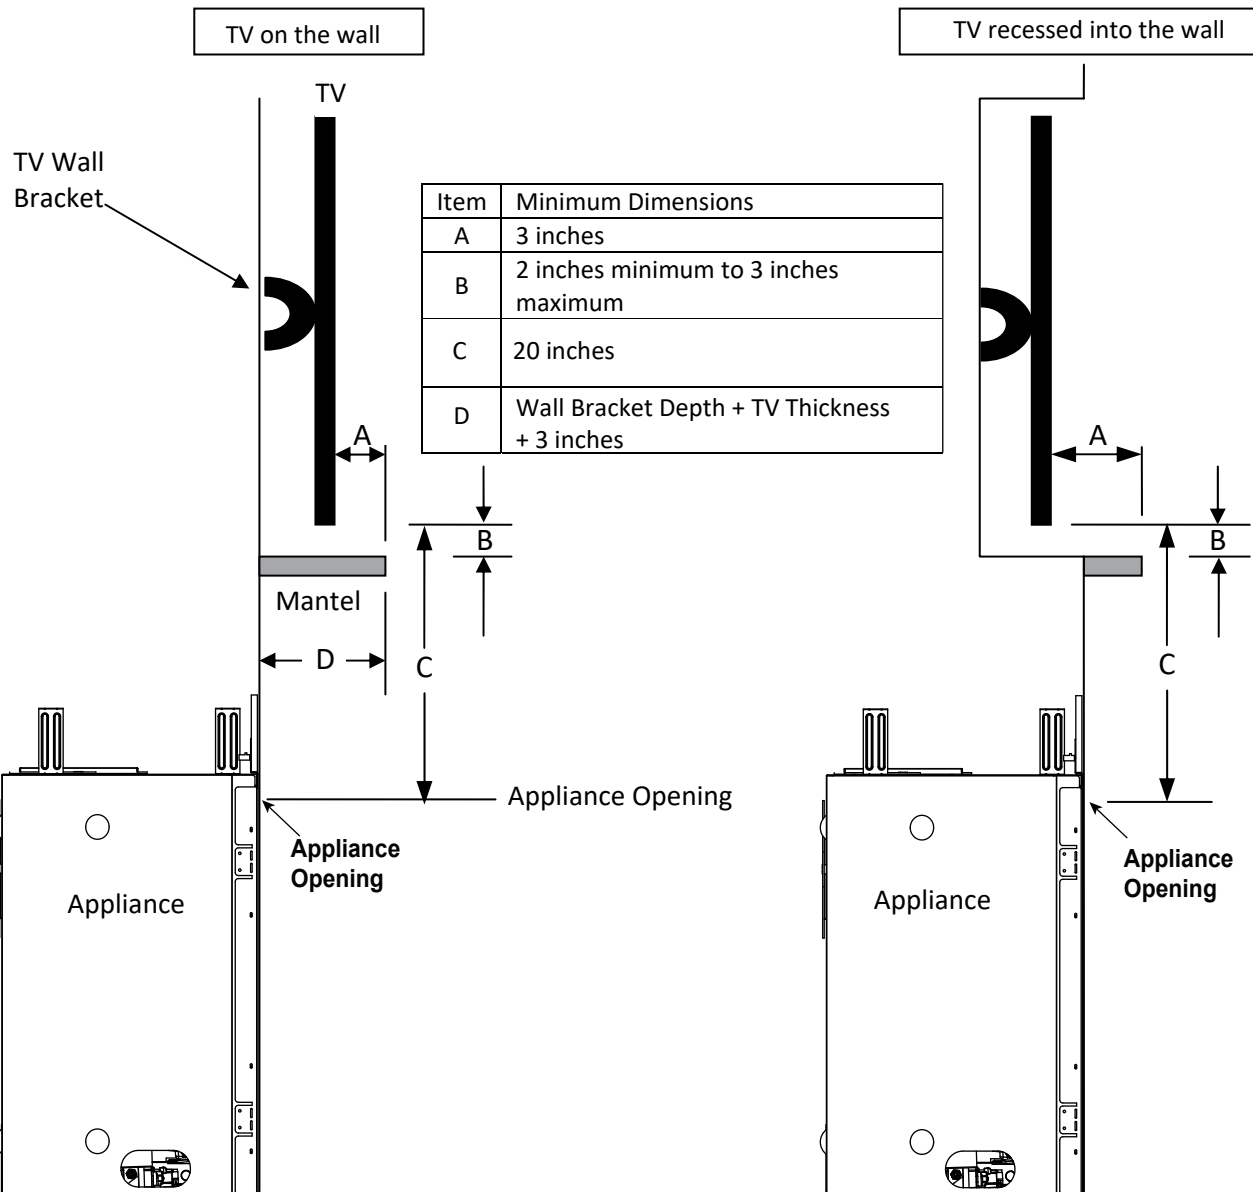 TV on the wall
TV recessed into the wall
TV
TV Wall
Bracket
Item Minimum Dimensions
A 3 inches
B 2 inches minimum to 3 inches
maximum
C 20 inches
D Wall Bracket Depth + TV Thickness
+ 3 inches
A
B
Mantel
D
C
Appliance Opening
Appliance
Opening
Appliance
A
B
C
Appliance
Opening
Appliance